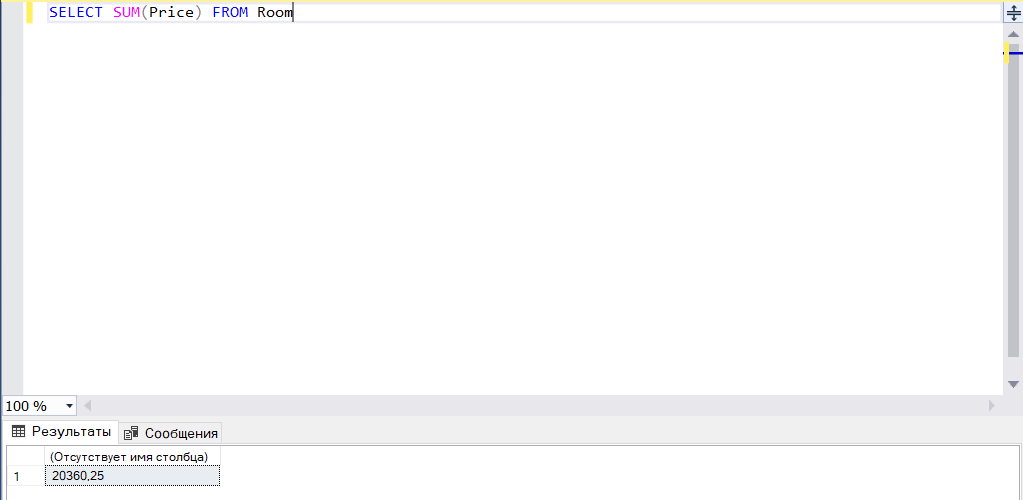 SELECT SUM(Price) FROM Room
100 %
Результаты Сообщения
(Отсутствует имя столбца)
1 20360,25